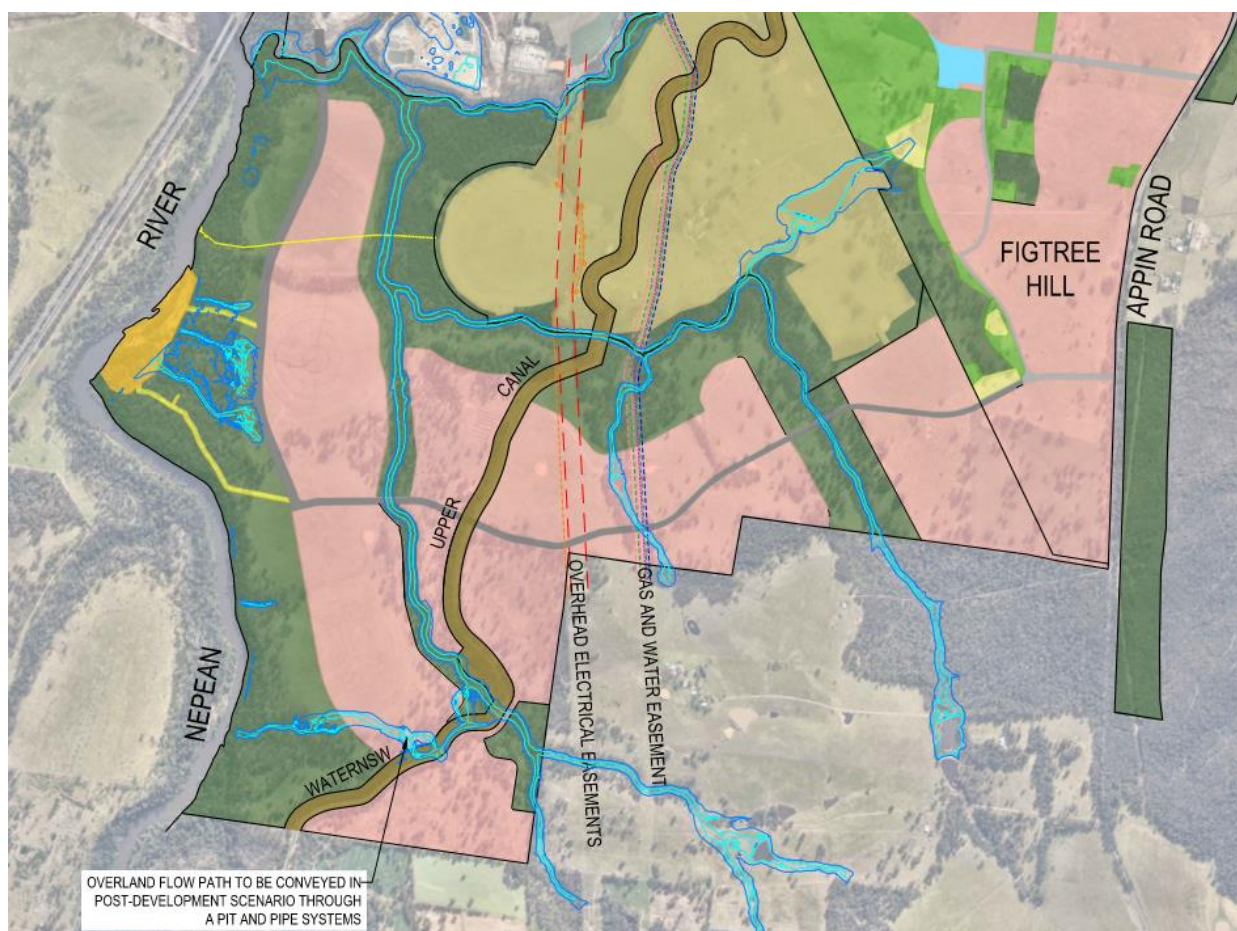 RIVER
NEPEAN
FIGTREE
HILL
APPIN ROAD
CANAL
UPPER
WATERNSW
OVERHEAD ELECTRICAL EASEMENTS
GAS AND WATER EASEMENT
OVERLAND FLOW PATH TO BE CONVEYED IN
POST-DEVELOPMENT SCENARIO THROUGH
A PIT AND PIPE SYSTEMS